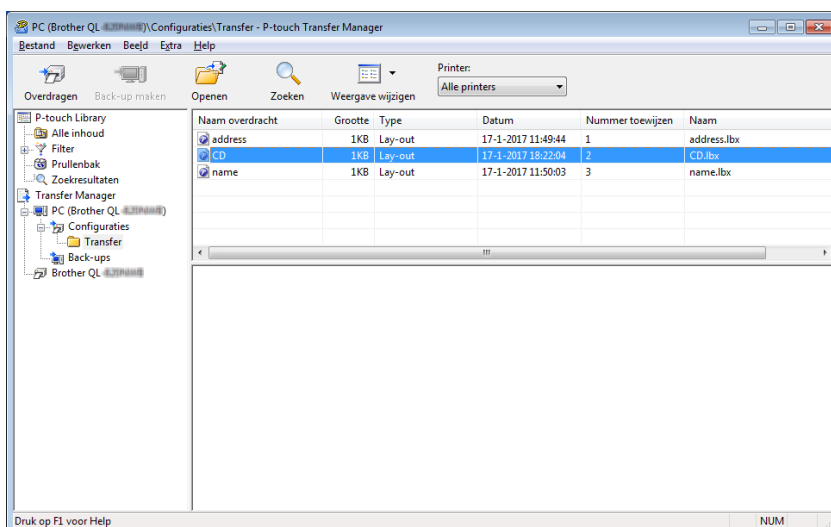 PC (Brother QL )\Configuraties\Transfer - P-touch Transfer Manager
Bestand Bewerken Beeld Extra Help
Overdragen Back-up maken Openen Zoeken Weergave wijzigen
Printer:
Alle printers
P-touch Library
Alle inhoud
Filter
Prullenbak
Zoekresultaten
Transfer Manager
PC (Brother QL )
Configuraties
Transfer
Back-ups
Brother QL
Naam overdracht Grootte Type Datum Nummer toewijzen Naam
address 1KB Lay-out 17-1-2017 11:49:44 1 address.lbx
CD 1KB Lay-out 17-1-2017 18:22:04 2 CD.lbx
name 1KB Lay-out 17-1-2017 11:50:03 3 name.lbx
Druk op F1 voor Help NUM